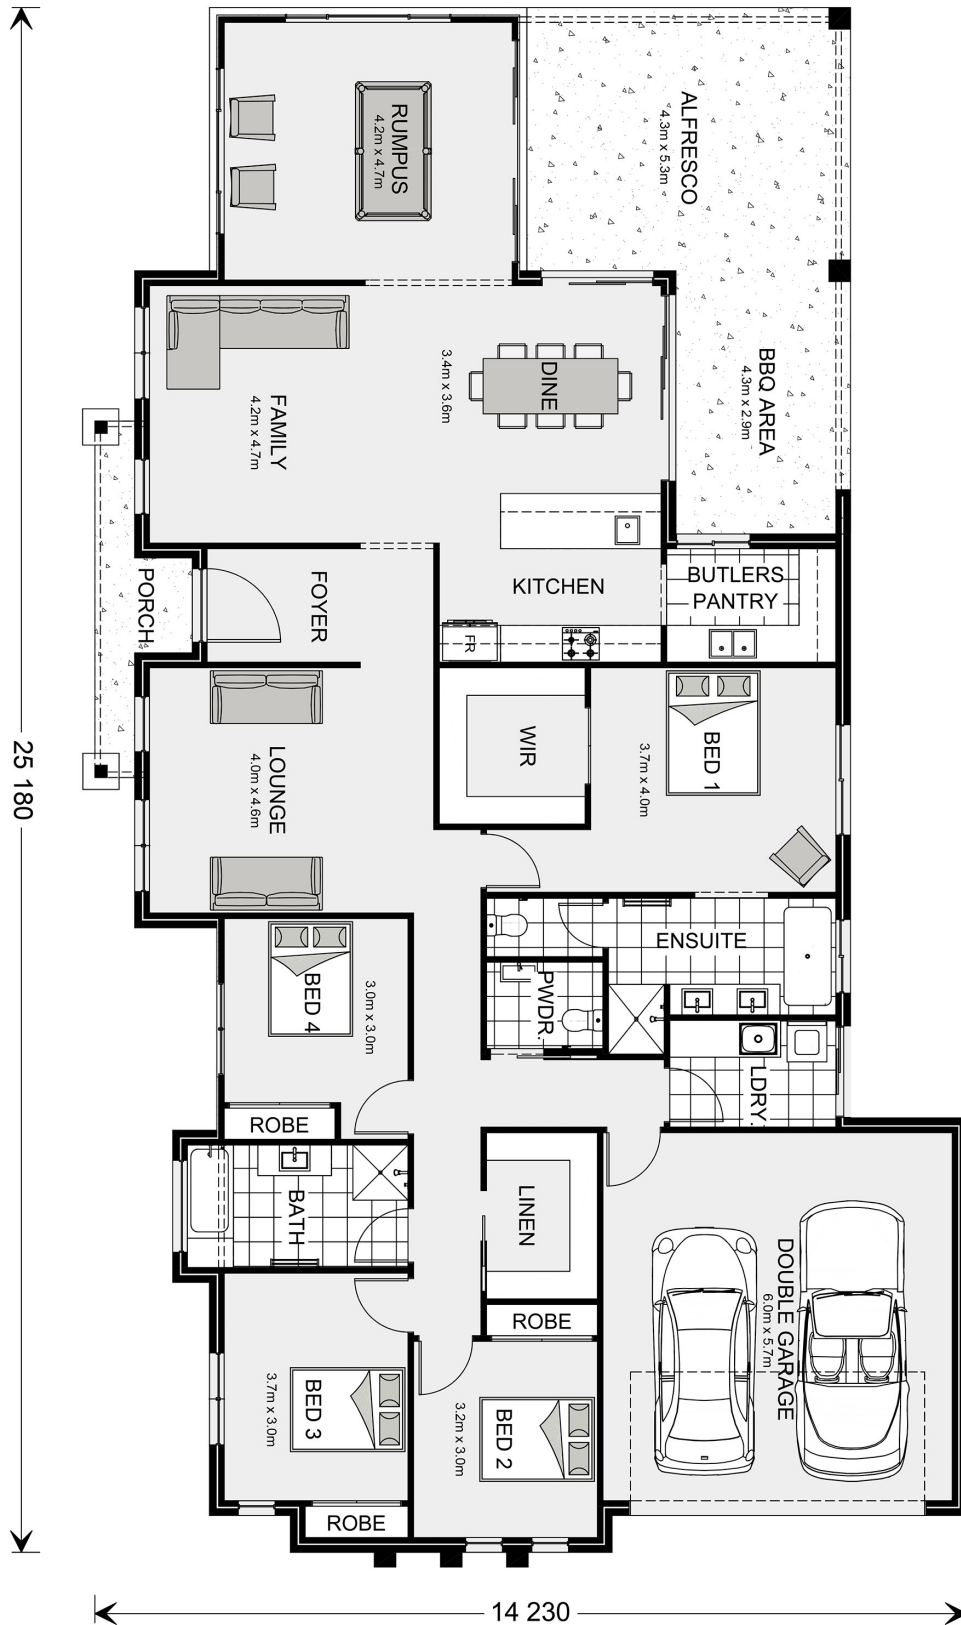 RUMPUS
4.2m x 4.7m
ALFRESCO
4.3m x 5.3m
BBQ AREA
4.3m x 2.9m
DINE
3.4m x 3.6m
FAMILY
4.2m x 4.7m
KITCHEN
BUTLERS
PANTRY
FR
FOYER
PORCH
LOUNGE
4.0m x 4.6m
WIR
BED 1
3.7m x 4.0m
25 180
ENSUITE
PWDR.
BED 4
3.0m x 3.0m
ROBE
LDRY.
BATH
LINEN
ROBE
DOUBLE GARAGE
6.0m x 5.7m
BED 3
3.7m x 3.0m
BED 2
3.2m x 3.0m
ROBE
14 230